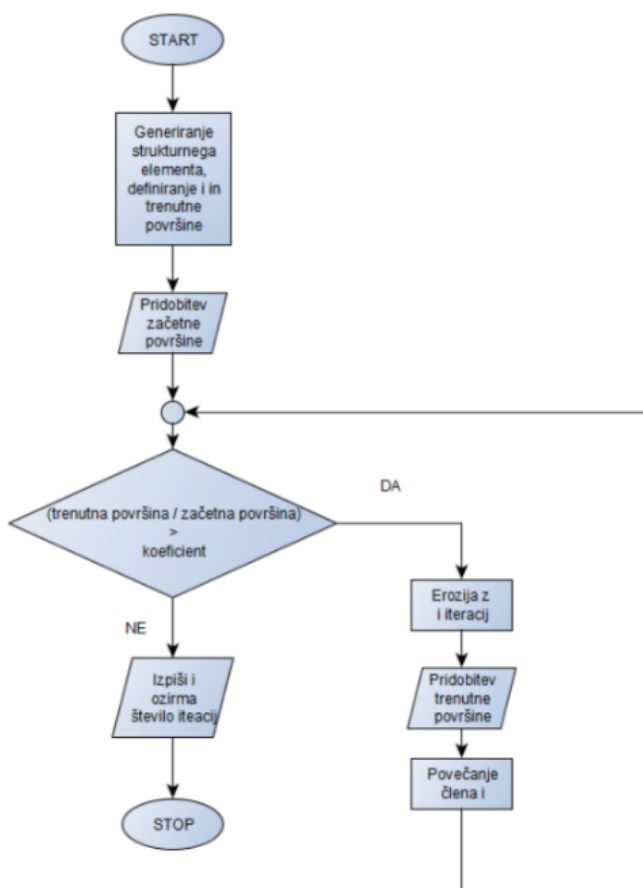 START
Generiranje
strukturnega
elementa,
definiranje i in
trenutne
površine
Pridobitev
začetne
površine
(trenutna površina / začetna površina)
>
koeficient
DA
NE
Erozija z
i iteracij
Pridobitev
trenutne
površine
Povečanje
člena i
Izpiši i
ozirma
število iteacij
STOP